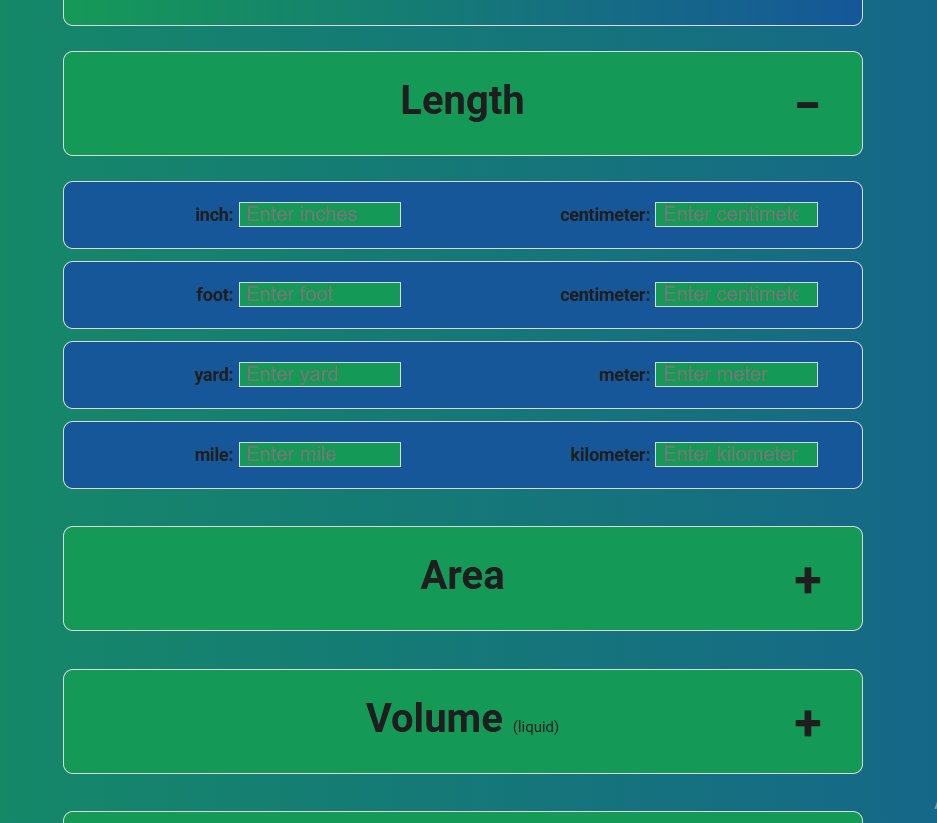 Length −
inch: Enter inches centimeter: Enter centimete
foot: Enter foot centimeter: Enter centimete
yard: Enter yard meter: Enter meter
mile: Enter mile kilometer: Enter kilometer
Area +
Volume (liquid) +